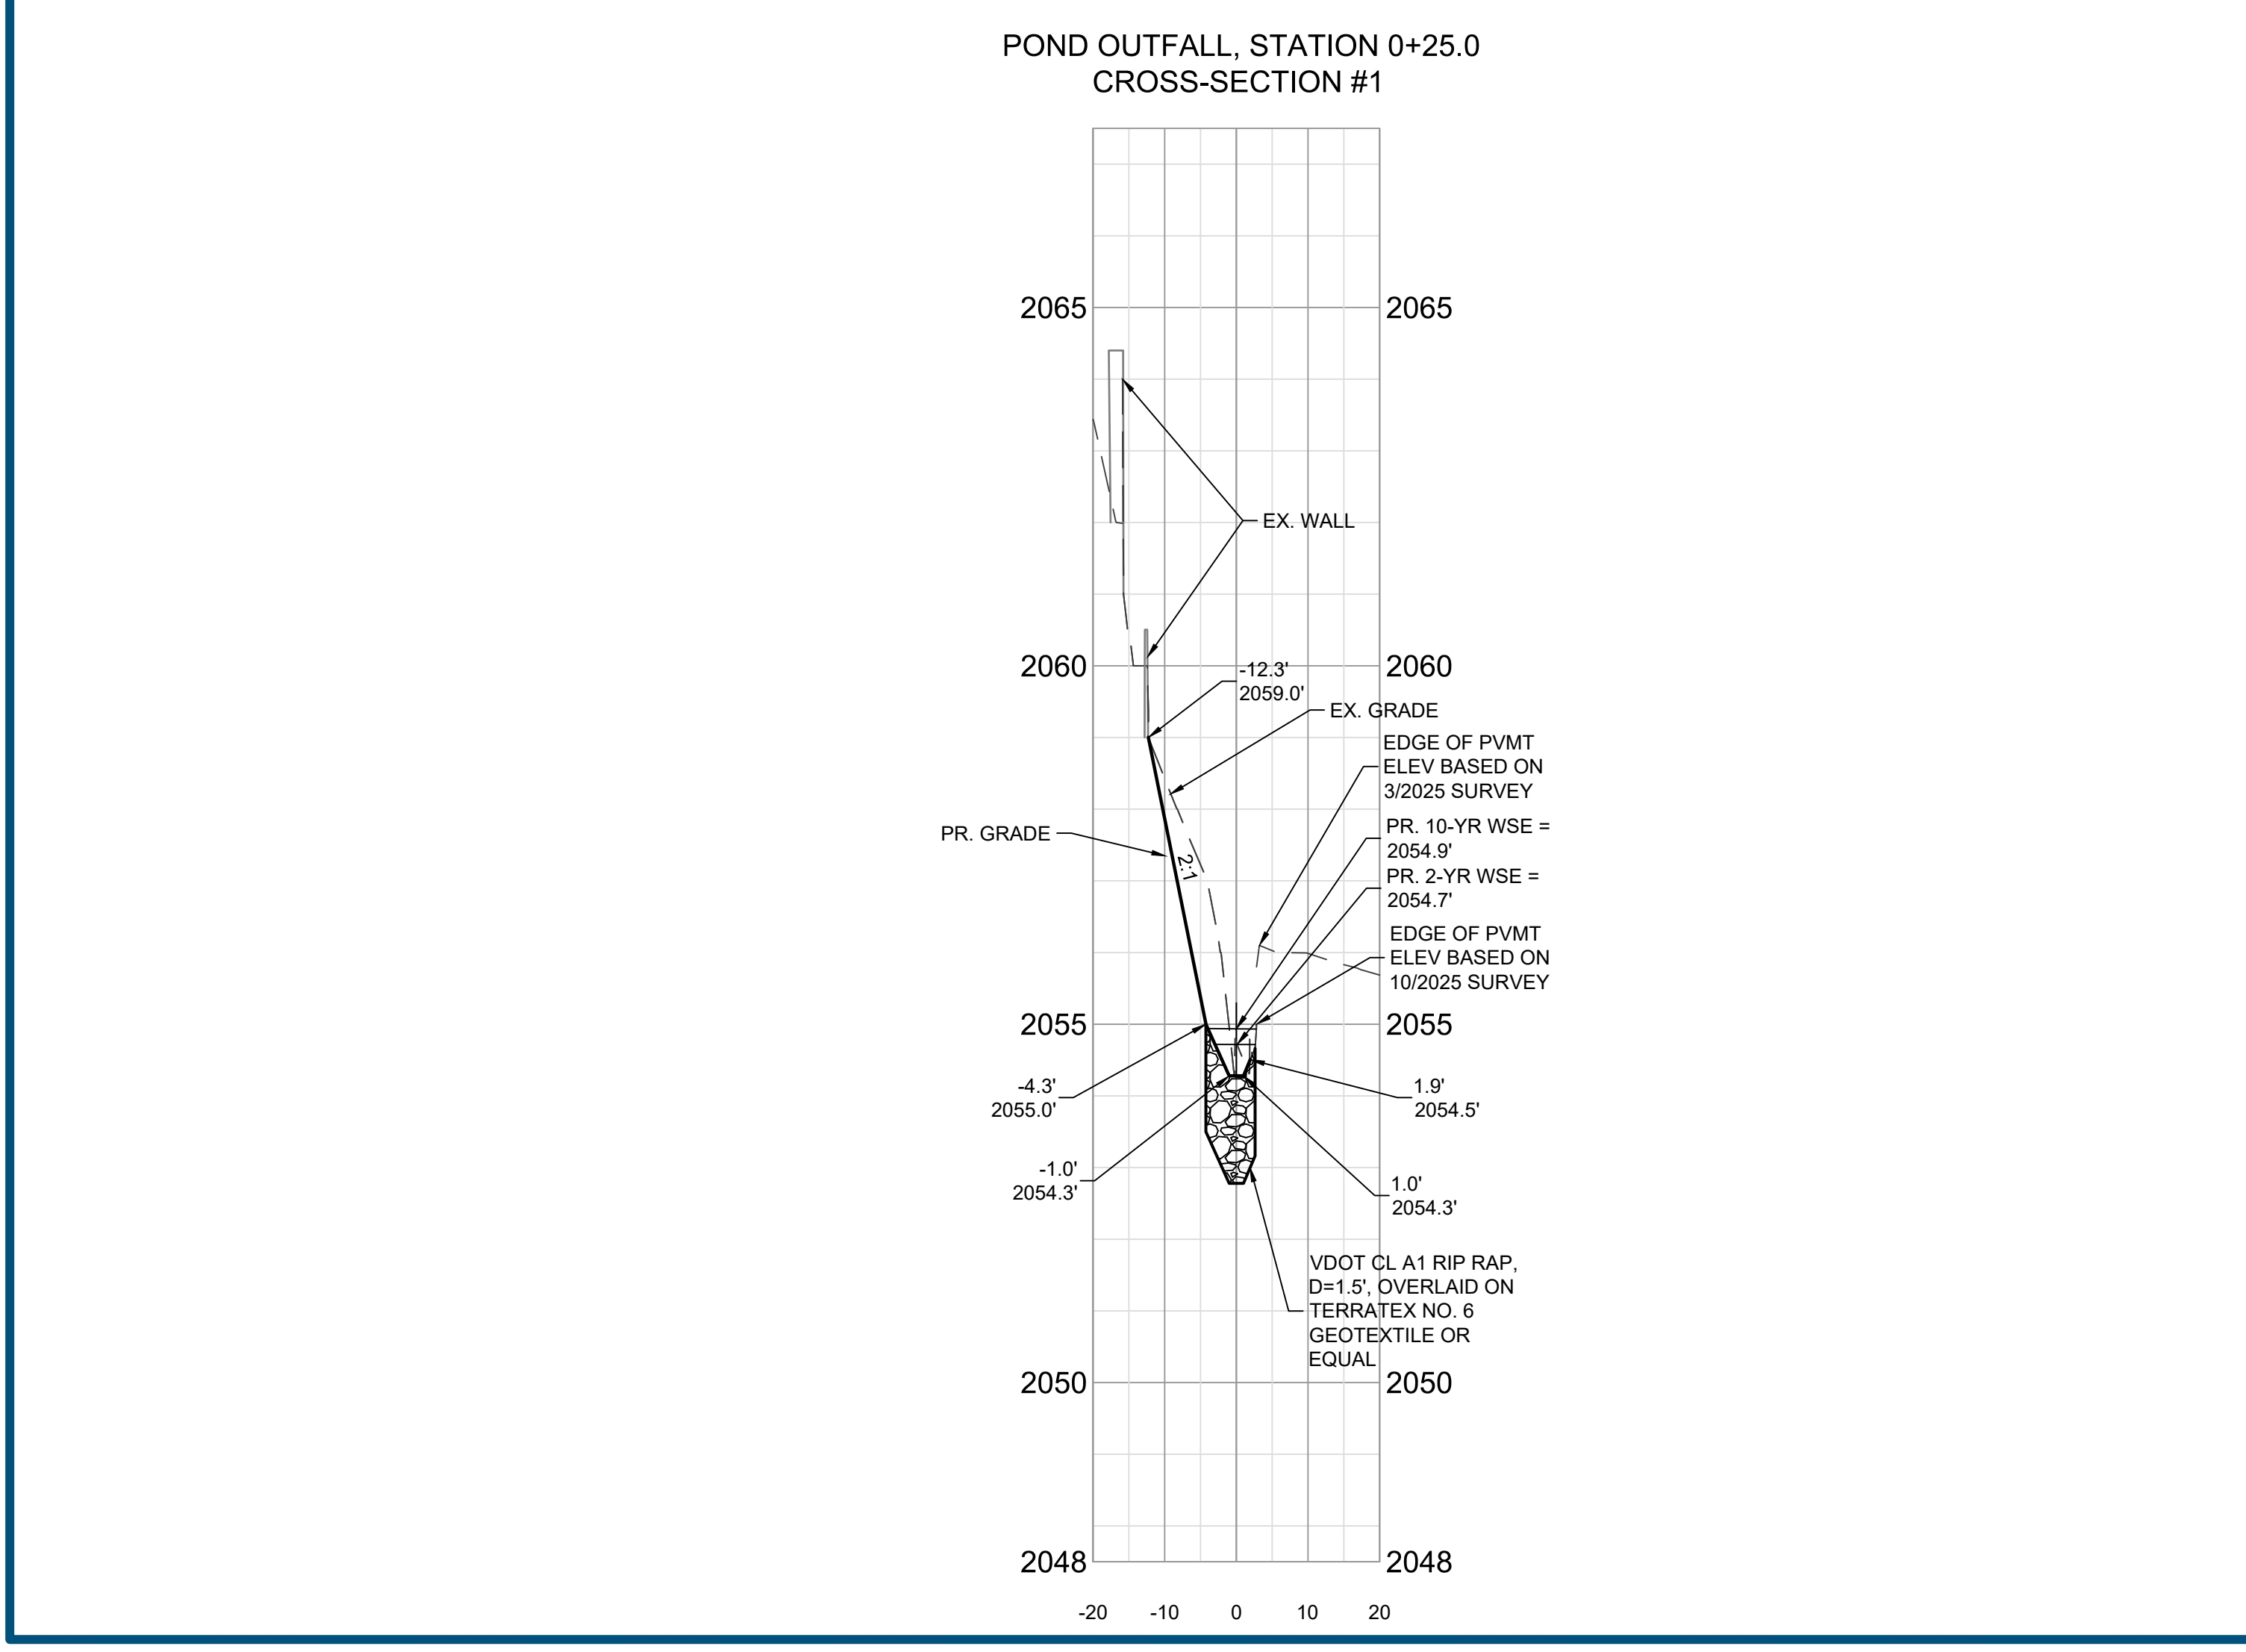 POND OUTFALL, STATION 0+25.0
CROSS-SECTION #1
2065
2065
EX. WALL
2060
2060
-12.3'
2059.0'
EX. GRADE
EDGE OF PVMT
ELEV BASED ON
3/2025 SURVEY
PR. GRADE
2:1
PR. 10-YR WSE =
2054.9'
PR. 2-YR WSE =
2054.7'
EDGE OF PVMT
ELEV BASED ON
10/2025 SURVEY
2055
2055
-4.3'
2055.0'
1.9'
2054.5'
-1.0'
2054.3'
1.0'
2054.3'
VDOT CL A1 RIP RAP,
D=1.5', OVERLAID ON
TERRATEX NO. 6
GEOTEXTILE OR
EQUAL
2050
2050
2048
2048
-20
-10
0
10
20